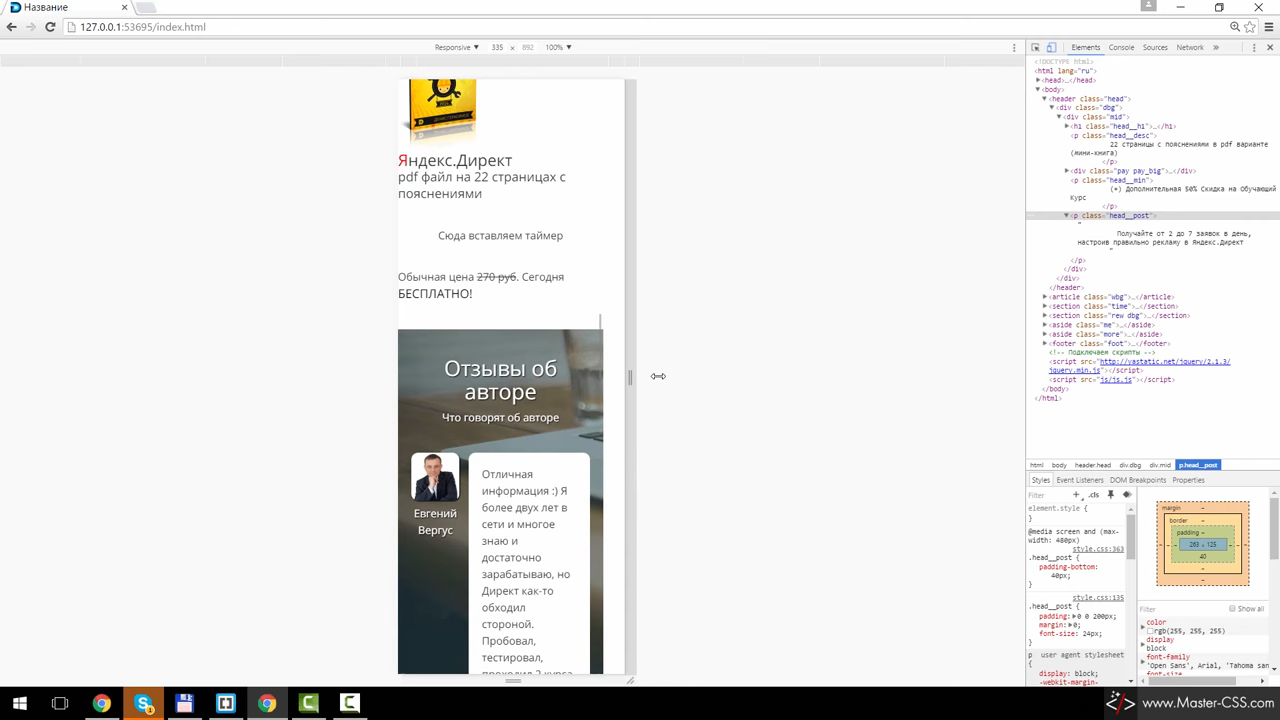 Название
127.0.0.1:53695/index.html
Responsive ▼ 335 × 892 100% ▼
Elements Console Sources Network »
Яндекс.Директ
pdf файл на 22 страницах с
пояснениями
Сюда вставляем таймер
Обычная цена 270 руб. Сегодня
БЕСПЛАТНО!
Отзывы об
авторе
Что говорят об авторе
Евгений
Вергус
Отличная
информация :) Я
более двух лет в
сети и многое
знаю и
достаточно
зарабатываю, но
Директ как-то
обходил
стороной.
Пробовал,
тестировал,
проходил 2 курса
<!DOCTYPE html>
<html lang="ru">
<head>…</head>
<body>
<header class="head">
<div class="dbg">
<div class="mid">
<h1 class="head__h1">…</h1>
<p class="head__desc">
22 страницы с пояснениями в pdf варианте
(мини-книга)
</p>
<div class="pay pay_big">…</div>
<p class="head__min">
(+) Дополнительная 50% Скидка на Обучающий
Курс
</p>
<p class="head__post">
"
Получайте от 2 до 7 заявок в день,
настроив правильно рекламу в Яндекс.Директ
"
</p>
</div>
</div>
</header>
<article class="wbg">…</article>
<section class="time">…</section>
<section class="rew dbg">…</section>
<aside class="me">…</aside>
<aside class="more">…</aside>
<footer class="foot">…</footer>
<!-- Подключаем скрипты -->
<script src="http://yastatic.net/jquery/2.1.3/
jquery.min.js"></script>
<script src="js/js.js"></script>
</body>
</html>
html body header.head div.dbg div.mid p.head__post
Styles Event Listeners DOM Breakpoints Properties
Filter + .cls
element.style {
}
@media screen and (max-
width: 480px)
style.css:363
.head__post {
padding-bottom:
40px;
}
style.css:135
.head__post {
padding: 0 0 200px;
margin: 0;
font-size: 24px;
}
p user agent stylesheet
{
display: block;
-webkit-margin-
margin –
border –
padding –
263 × 125
40
–
–
Filter Show all
color
rgb(255, 255, 255)
display
block
font-family
'Open Sans', Arial, 'Tahoma san
font-size
www.Master-CSS.com